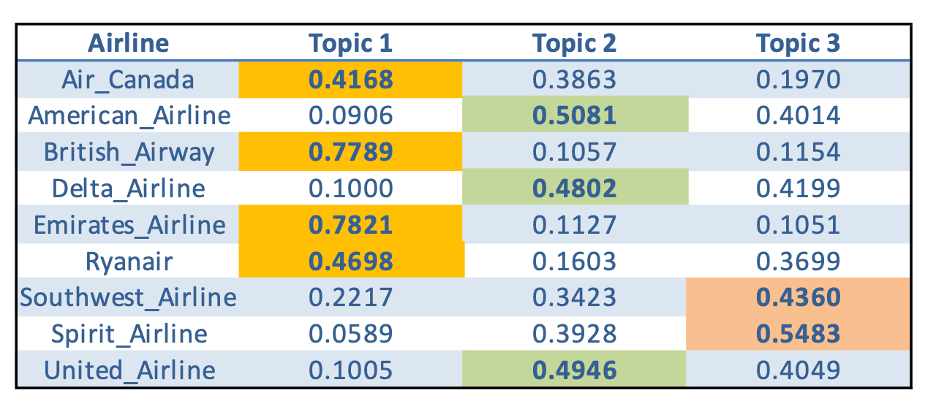 Airline Topic 1 Topic 2 Topic 3
Air_Canada 0.4168 0.3863 0.1970
American_Airline 0.0906 0.5081 0.4014
British_Airway 0.7789 0.1057 0.1154
Delta_Airline 0.1000 0.4802 0.4199
Emirates_Airline 0.7821 0.1127 0.1051
Ryanair 0.4698 0.1603 0.3699
Southwest_Airline 0.2217 0.3423 0.4360
Spirit_Airline 0.0589 0.3928 0.5483
United_Airline 0.1005 0.4946 0.4049